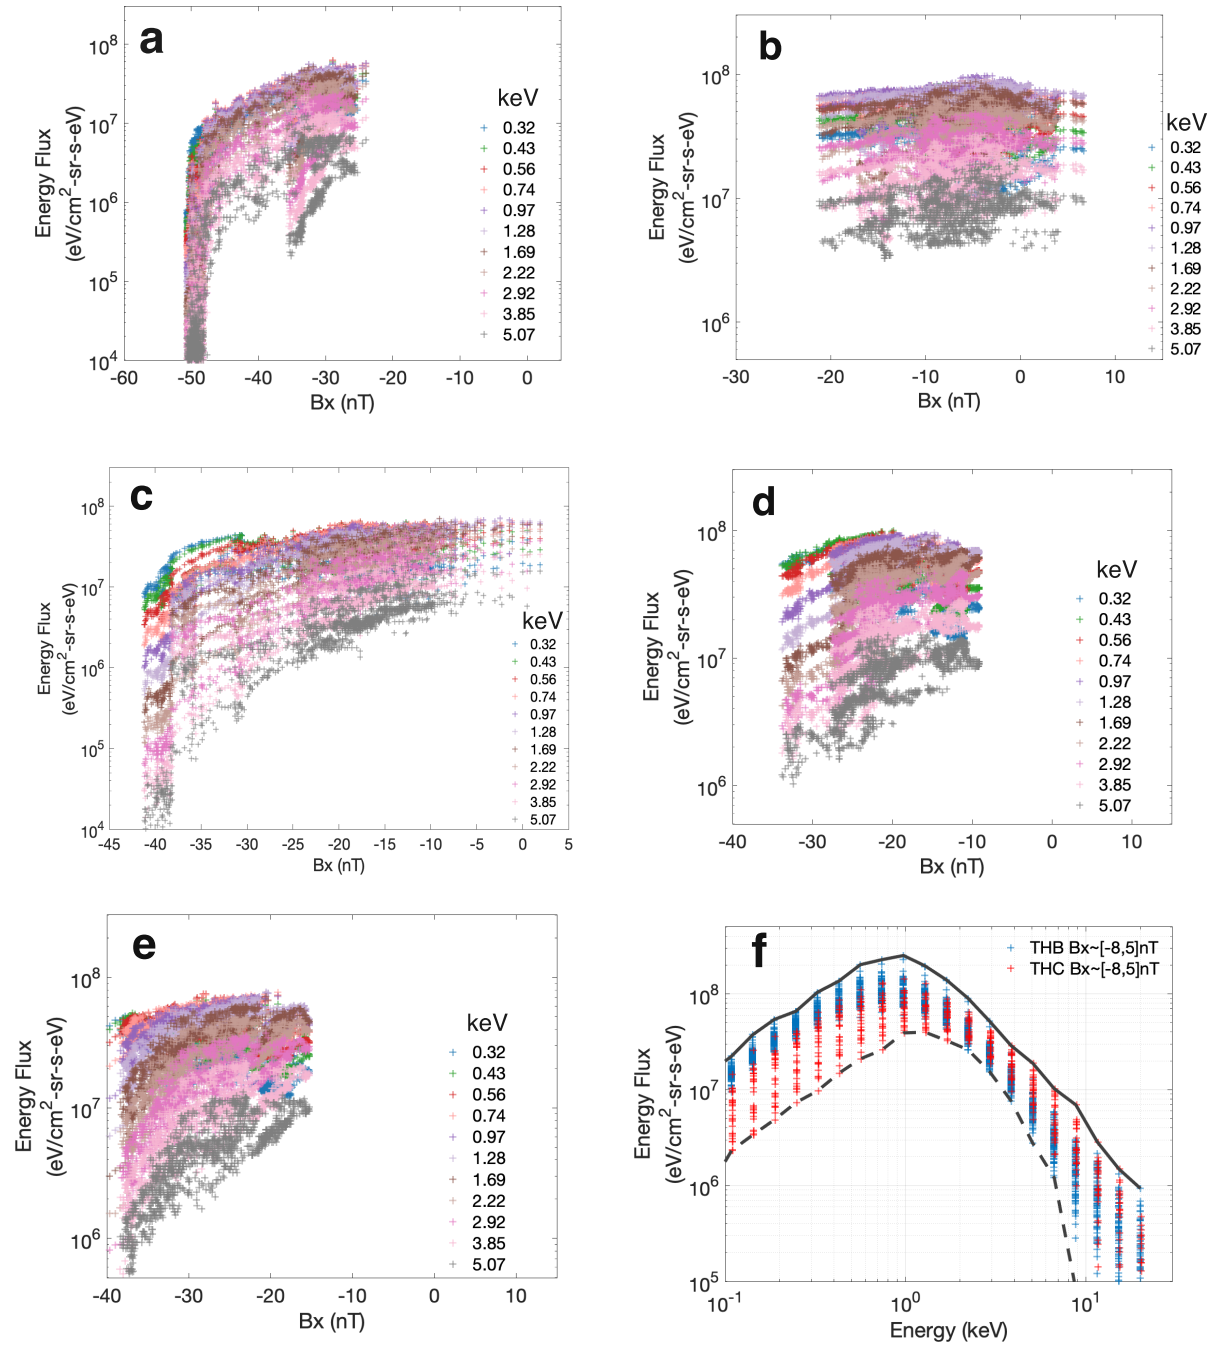 a
10^8
10^7
10^6
10^5
10^4
Energy Flux
(eV/cm^2-sr-s-eV)
-60 -50 -40 -30 -20 -10 0
Bx (nT)
keV
0.32
0.43
0.56
0.74
0.97
1.28
1.69
2.22
2.92
3.85
5.07
b
10^8
10^7
10^6
Energy Flux
(eV/cm^2-sr-s-eV)
-30 -20 -10 0 10
Bx (nT)
keV
0.32
0.43
0.56
0.74
0.97
1.28
1.69
2.22
2.92
3.85
5.07
c
10^8
10^7
10^6
10^5
10^4
Energy Flux
(eV/cm^2-sr-s-eV)
-45 -40 -35 -30 -25 -20 -15 -10 -5 0 5
Bx (nT)
keV
0.32
0.43
0.56
0.74
0.97
1.28
1.69
2.22
2.92
3.85
5.07
d
10^8
10^7
10^6
Energy Flux
(eV/cm^2-sr-s-eV)
-40 -30 -20 -10 0 10
Bx (nT)
keV
0.32
0.43
0.56
0.74
0.97
1.28
1.69
2.22
2.92
3.85
5.07
e
10^8
10^7
10^6
Energy Flux
(eV/cm^2-sr-s-eV)
-40 -30 -20 -10 0 10
Bx (nT)
keV
0.32
0.43
0.56
0.74
0.97
1.28
1.69
2.22
2.92
3.85
5.07
f
THB Bx~[-8,5]nT
THC Bx~[-8,5]nT
10^8
10^7
10^6
10^5
Energy Flux
(eV/cm^2-sr-s-eV)
10^-1 10^0 10^1
Energy (keV)